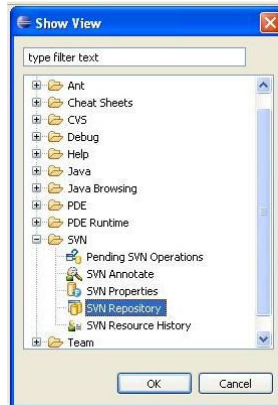 Show View
type filter text
Ant
Cheat Sheets
CVS
Debug
Help
Java
Java Browsing
PDE
PDE Runtime
SVN
Pending SVN Operations
SVN Annotate
SVN Properties
SVN Repository
SVN Resource History
Team
OK Cancel